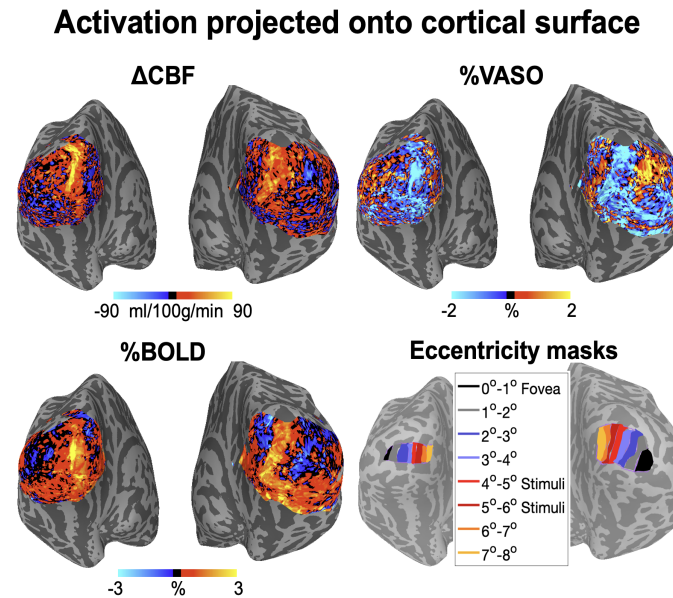 Activation projected onto cortical surface
ΔCBF
%VASO
-90 ml/100g/min 90
-2 % 2
%BOLD
Eccentricity masks
0°-1° Fovea
1°-2°
2°-3°
3°-4°
4°-5° Stimuli
5°-6° Stimuli
6°-7°
7°-8°
-3 % 3